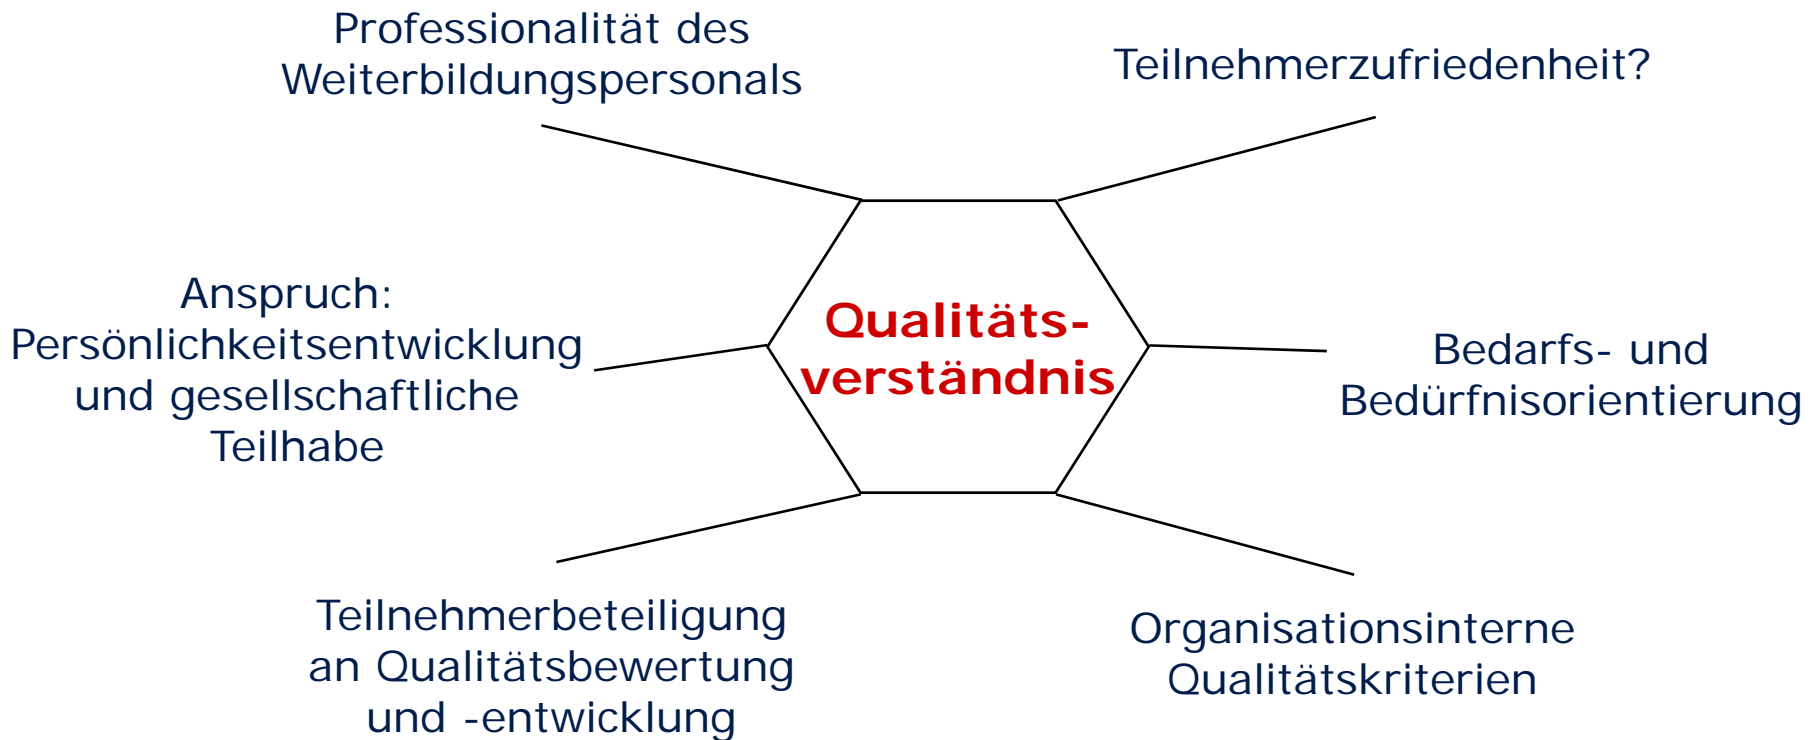 Professionalität des
Weiterbildungspersonals
Teilnehmerzufriedenheit?
Anspruch:
Persönlichkeitsentwicklung
und gesellschaftliche
Teilhabe
Qualitäts-
verständnis
Bedarfs- und
Bedürfnisorientierung
Teilnehmerbeteiligung
an Qualitätsbewertung
und -entwicklung
Organisationsinterne
Qualitätskriterien